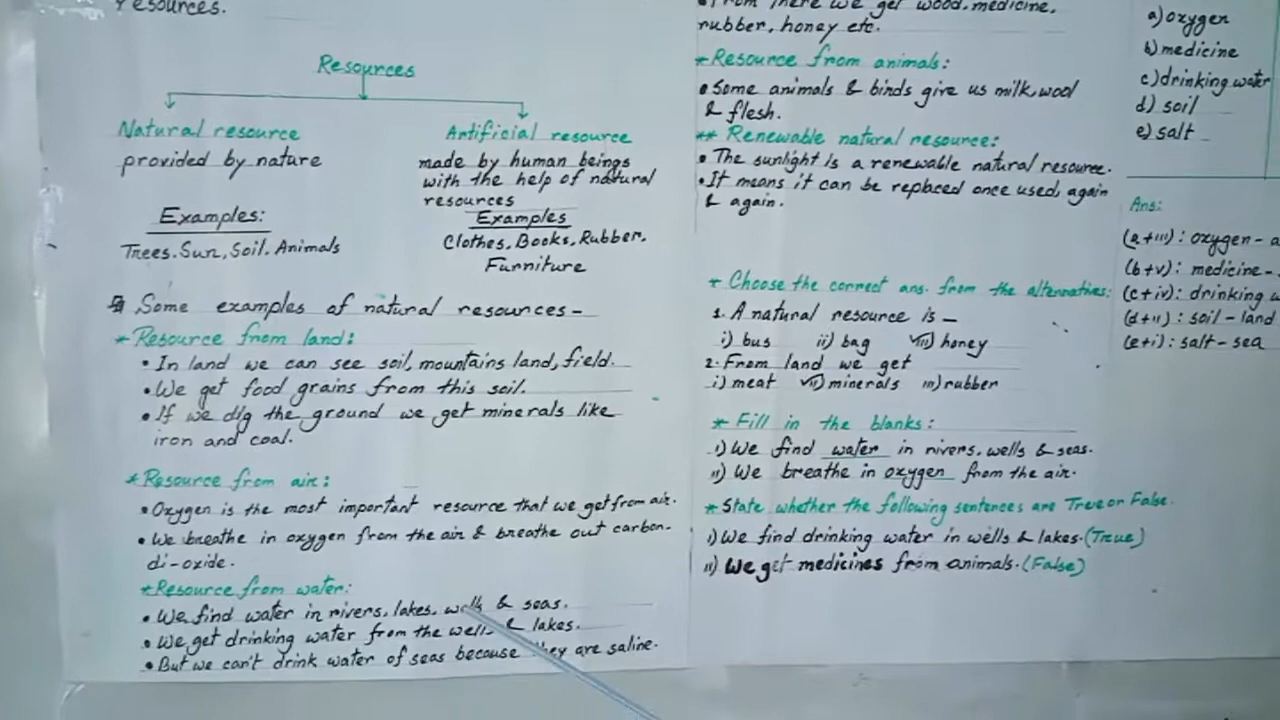 resources.
Resources
Natural resource
provided by nature
Examples:
Trees, Sun, Soil, Animals
Artificial resource
made by human beings
with the help of natural
resources
Examples
Clothes, Books, Rubber,
Furniture
Some examples of natural resources-
* Resource from land:
• In land we can see soil, mountains land, field.
• We get food grains from this soil.
• If we dig the ground we get minerals like
iron and coal.
* Resource from air:
• Oxygen is the most important resource that we get from air.
• We breathe in oxygen from the air & breathe out carbon-
di-oxide.
* Resource from water:
• We find water in rivers, lakes, wells & seas.
• We get drinking water from the wells & lakes.
• But we can't drink water of seas because they are saline.
• From there we get wood, medicine,
rubber, honey etc.
* Resource from animals:
• Some animals & birds give us milk, wool
& flesh.
** Renewable natural resource:
• The sunlight is a renewable natural resource.
• It means it can be replaced once used, again
& again.
* Choose the correct ans. from the alternatives:
1. A natural resource is —
i) bus ii) bag ✓iii) honey
2. From land we get
i) meat ✓ii) minerals iii) rubber
* Fill in the blanks:
i) We find water in rivers, wells & seas.
ii) We breathe in oxygen from the air.
* State whether the following sentences are True or False.
i) We find drinking water in wells & lakes. (True)
ii) We get medicines from animals. (False)
a) oxygen
b) medicine
c) drinking water
d) soil
e) salt
Ans:
(a+iii): oxygen - a
(b+v): medicine -
(c+iv): drinking w
(d+ii): soil - land
(e+i): salt - sea